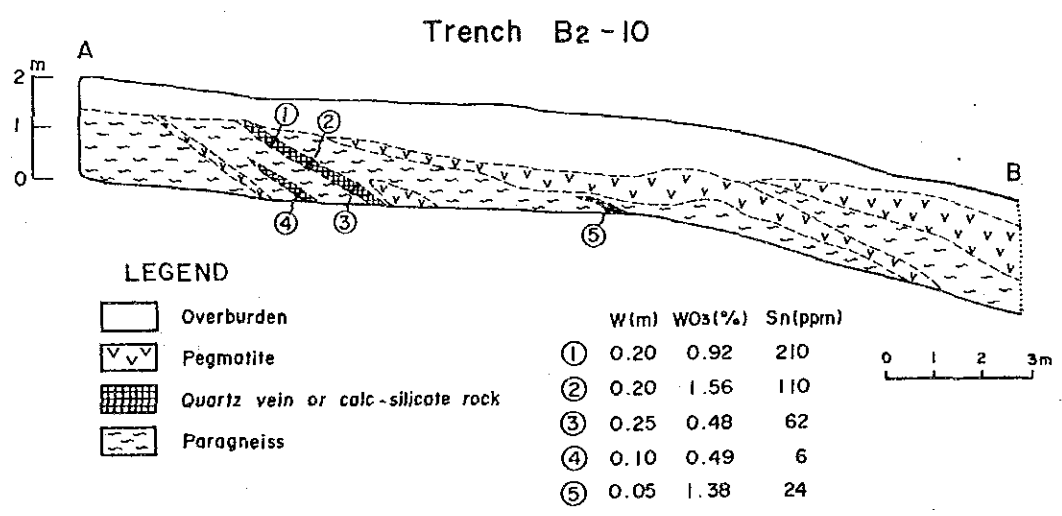 Trench B2-10
A
m
2
1
0
① ② ③ ④ ⑤
B
LEGEND
Overburden
Pegmatite
Quartz vein or calc-silicate rock
Paragneiss
W(m) WO3(%) Sn(ppm)
① 0.20 0.92 210
② 0.20 1.56 110
③ 0.25 0.48 62
④ 0.10 0.49 6
⑤ 0.05 1.38 24
0 1 2 3m